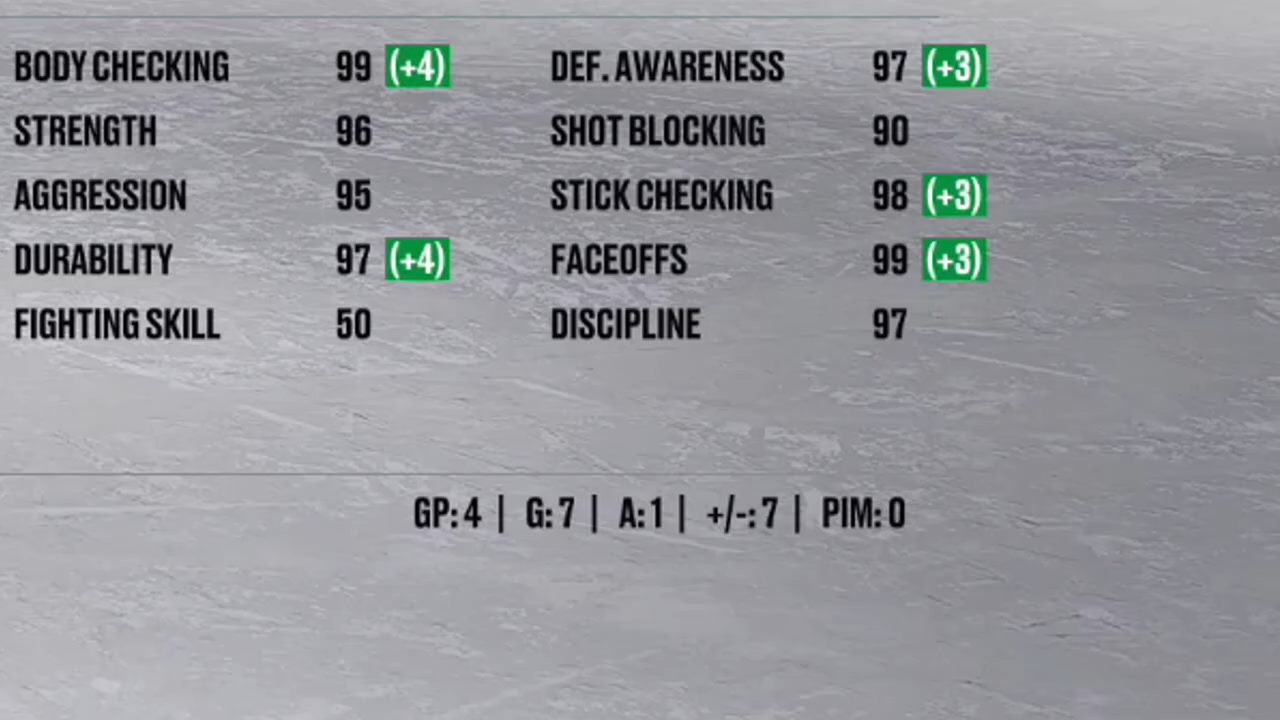 BODY CHECKING 99 (+4) DEF. AWARENESS 97 (+3)
STRENGTH 96 SHOT BLOCKING 90
AGGRESSION 95 STICK CHECKING 98 (+3)
DURABILITY 97 (+4) FACEOFFS 99 (+3)
FIGHTING SKILL 50 DISCIPLINE 97
GP: 4 | G: 7 | A: 1 | +/-: 7 | PIM: 0